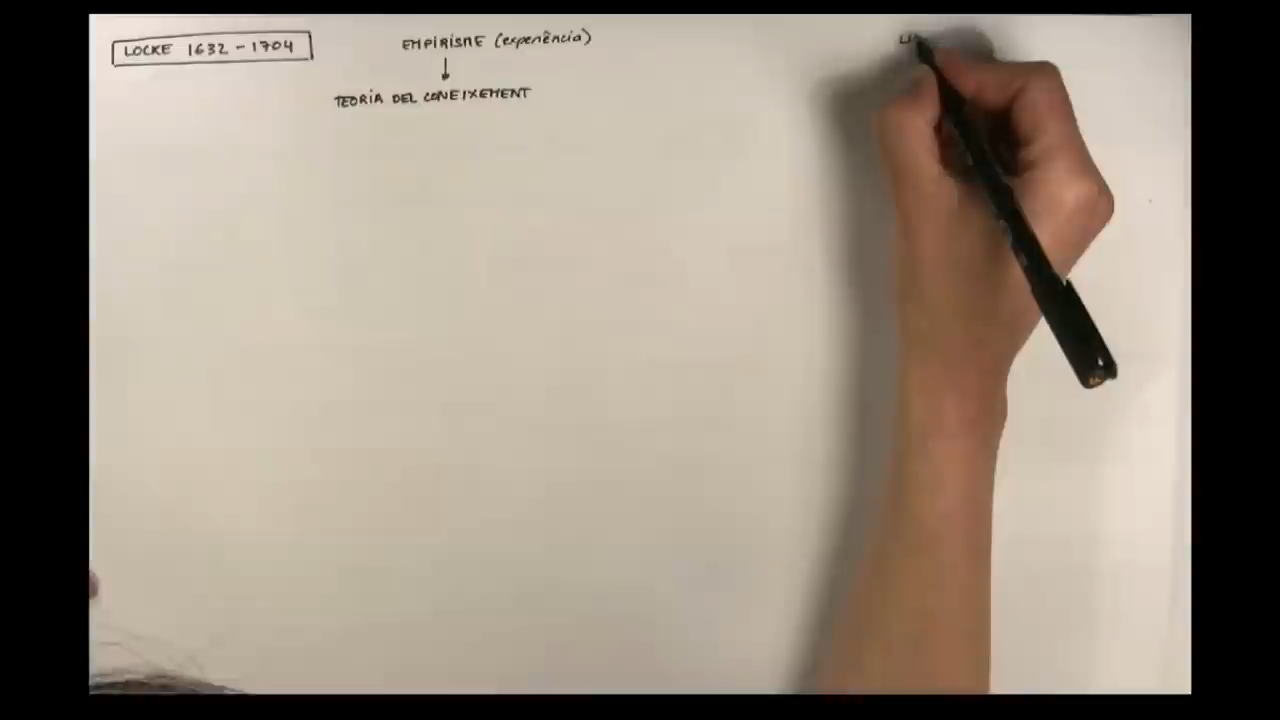 LOCKE 1632 - 1704
EMPIRISME (experiència)
TEORIA DEL CONEIXEMENT